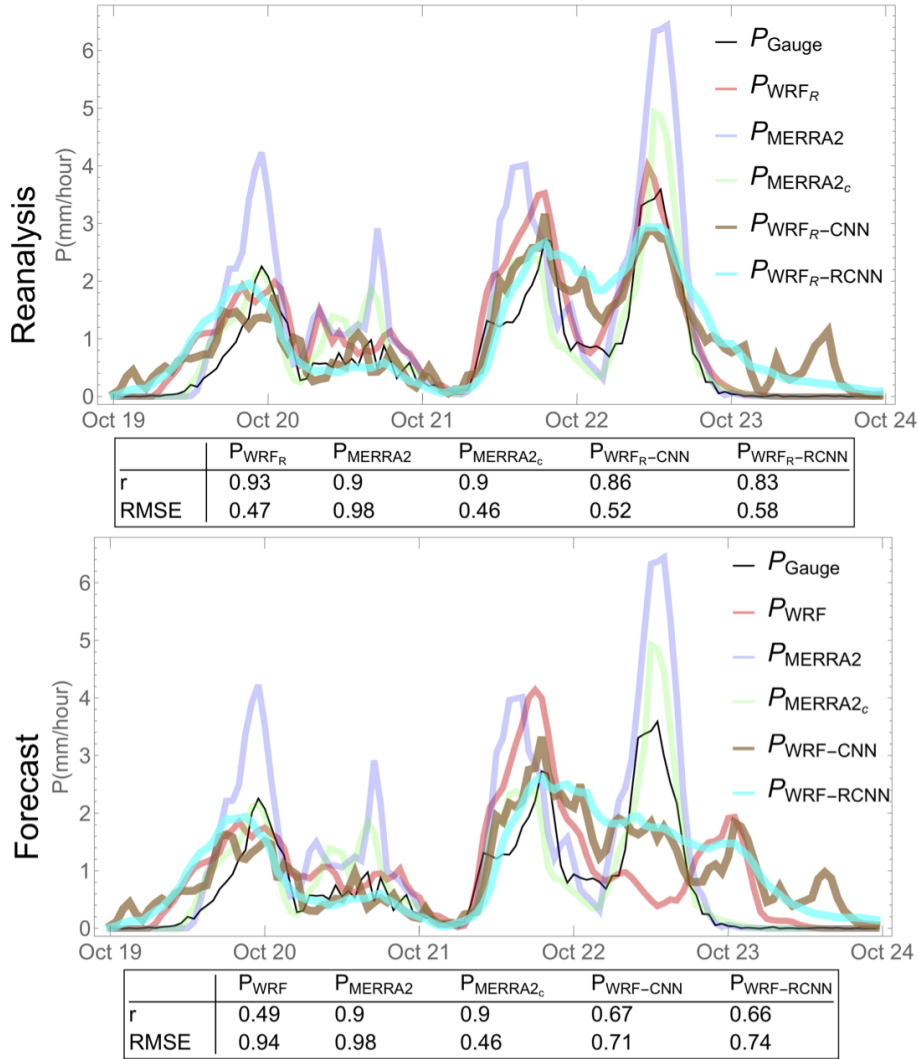 Reanalysis
P(mm/hour)
6
5
4
3
2
1
0
P_Gauge
P_WRF_R
P_MERRA2
P_MERRA2_c
P_WRF_R–CNN
P_WRF_R–RCNN
Oct 19 Oct 20 Oct 21 Oct 22 Oct 23 Oct 24
P_WRF_R P_MERRA2 P_MERRA2_c P_WRF_R–CNN P_WRF_R–RCNN
r 0.93 0.9 0.9 0.86 0.83
RMSE 0.47 0.98 0.46 0.52 0.58
Forecast
P(mm/hour)
6
5
4
3
2
1
0
P_Gauge
P_WRF
P_MERRA2
P_MERRA2_c
P_WRF–CNN
P_WRF–RCNN
Oct 19 Oct 20 Oct 21 Oct 22 Oct 23 Oct 24
P_WRF P_MERRA2 P_MERRA2_c P_WRF–CNN P_WRF–RCNN
r 0.49 0.9 0.9 0.67 0.66
RMSE 0.94 0.98 0.46 0.71 0.74